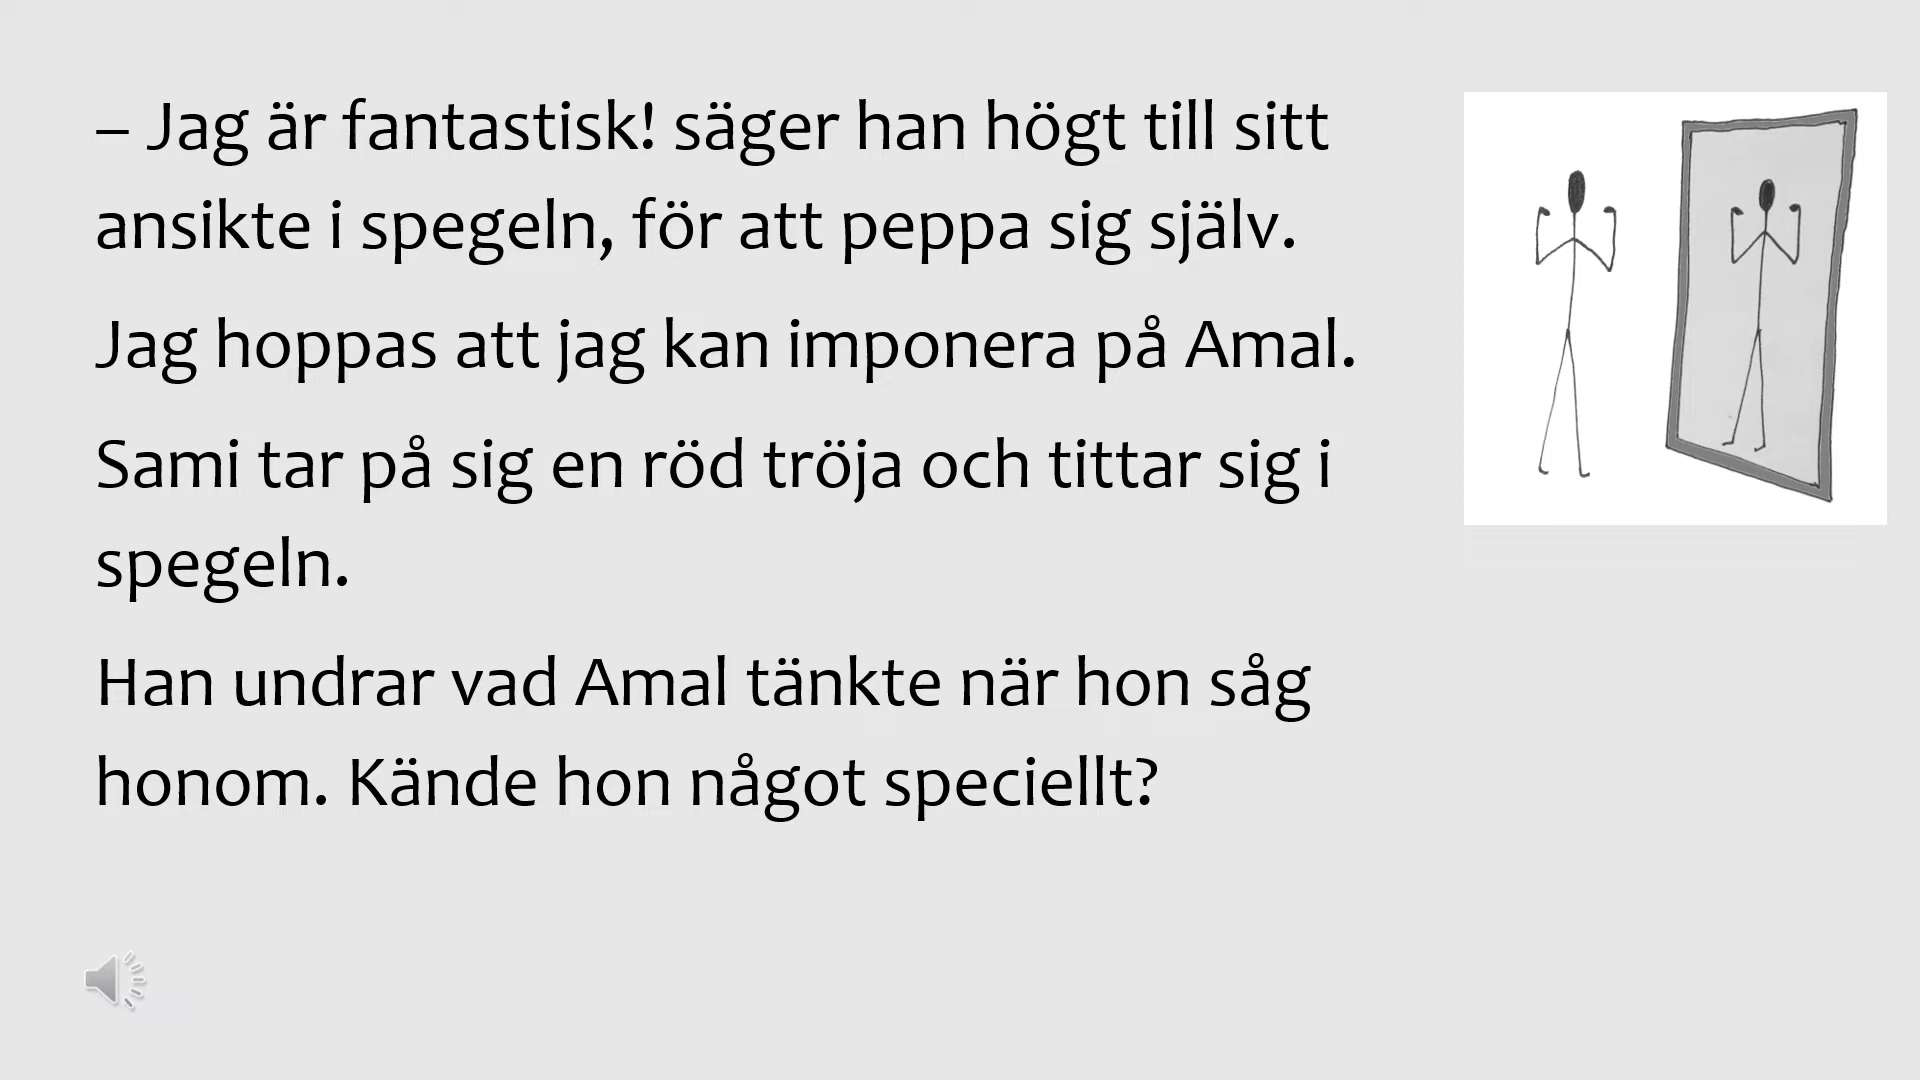 – Jag är fantastisk! säger han högt till sitt
ansikte i spegeln, för att peppa sig själv.
Jag hoppas att jag kan imponera på Amal.
Sami tar på sig en röd tröja och tittar sig i
spegeln.
Han undrar vad Amal tänkte när hon såg
honom. Kände hon något speciellt?